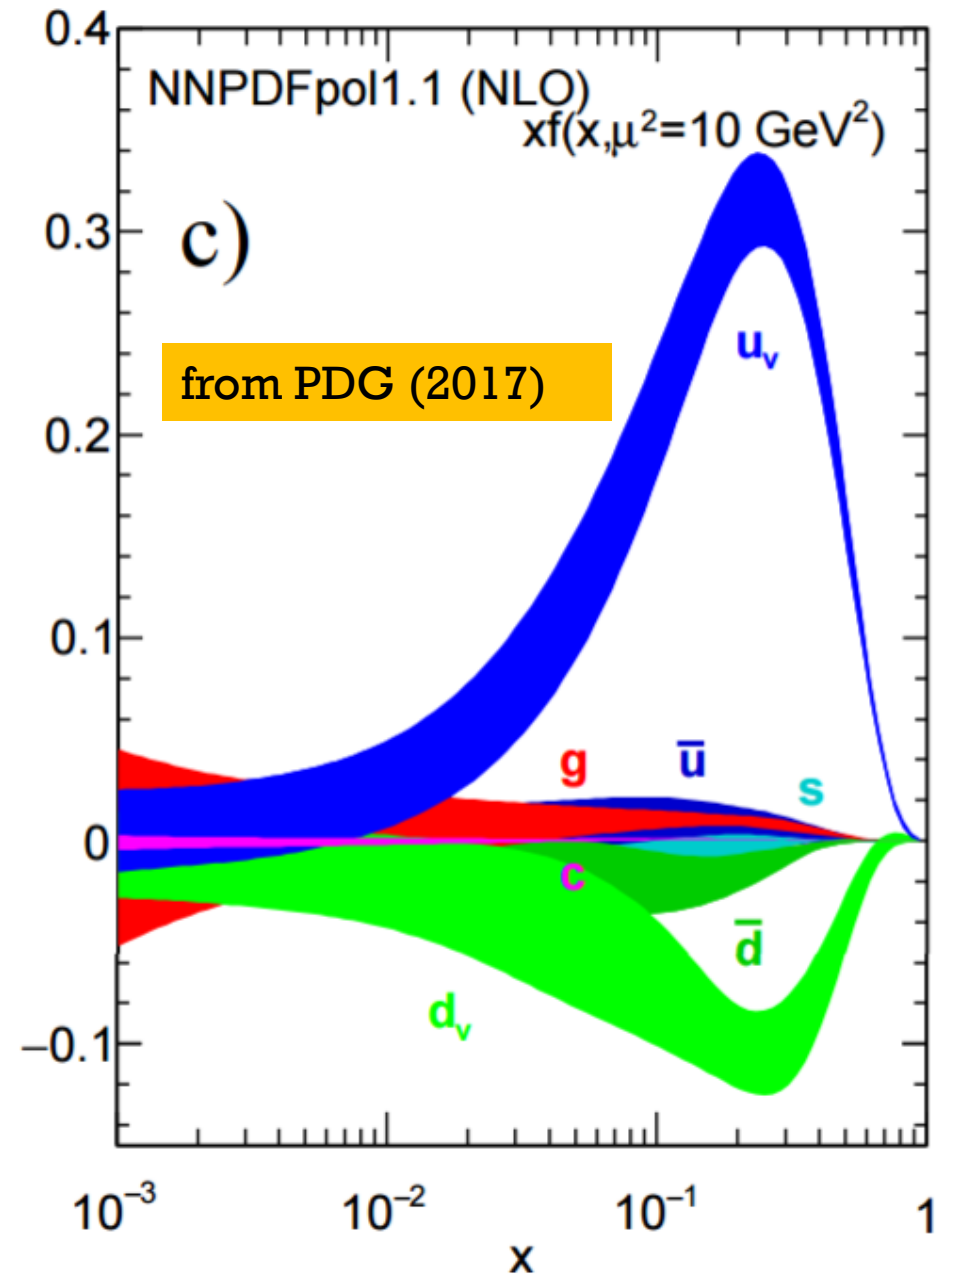 0.4
NNPDFpol1.1 (NLO)
xf(x,μ²=10 GeV²)
0.3
c)
u_v
from PDG (2017)
0.2
0.1
g
u̅
s
0
c
d̅
d_v
−0.1
10⁻³
10⁻²
10⁻¹
1
x